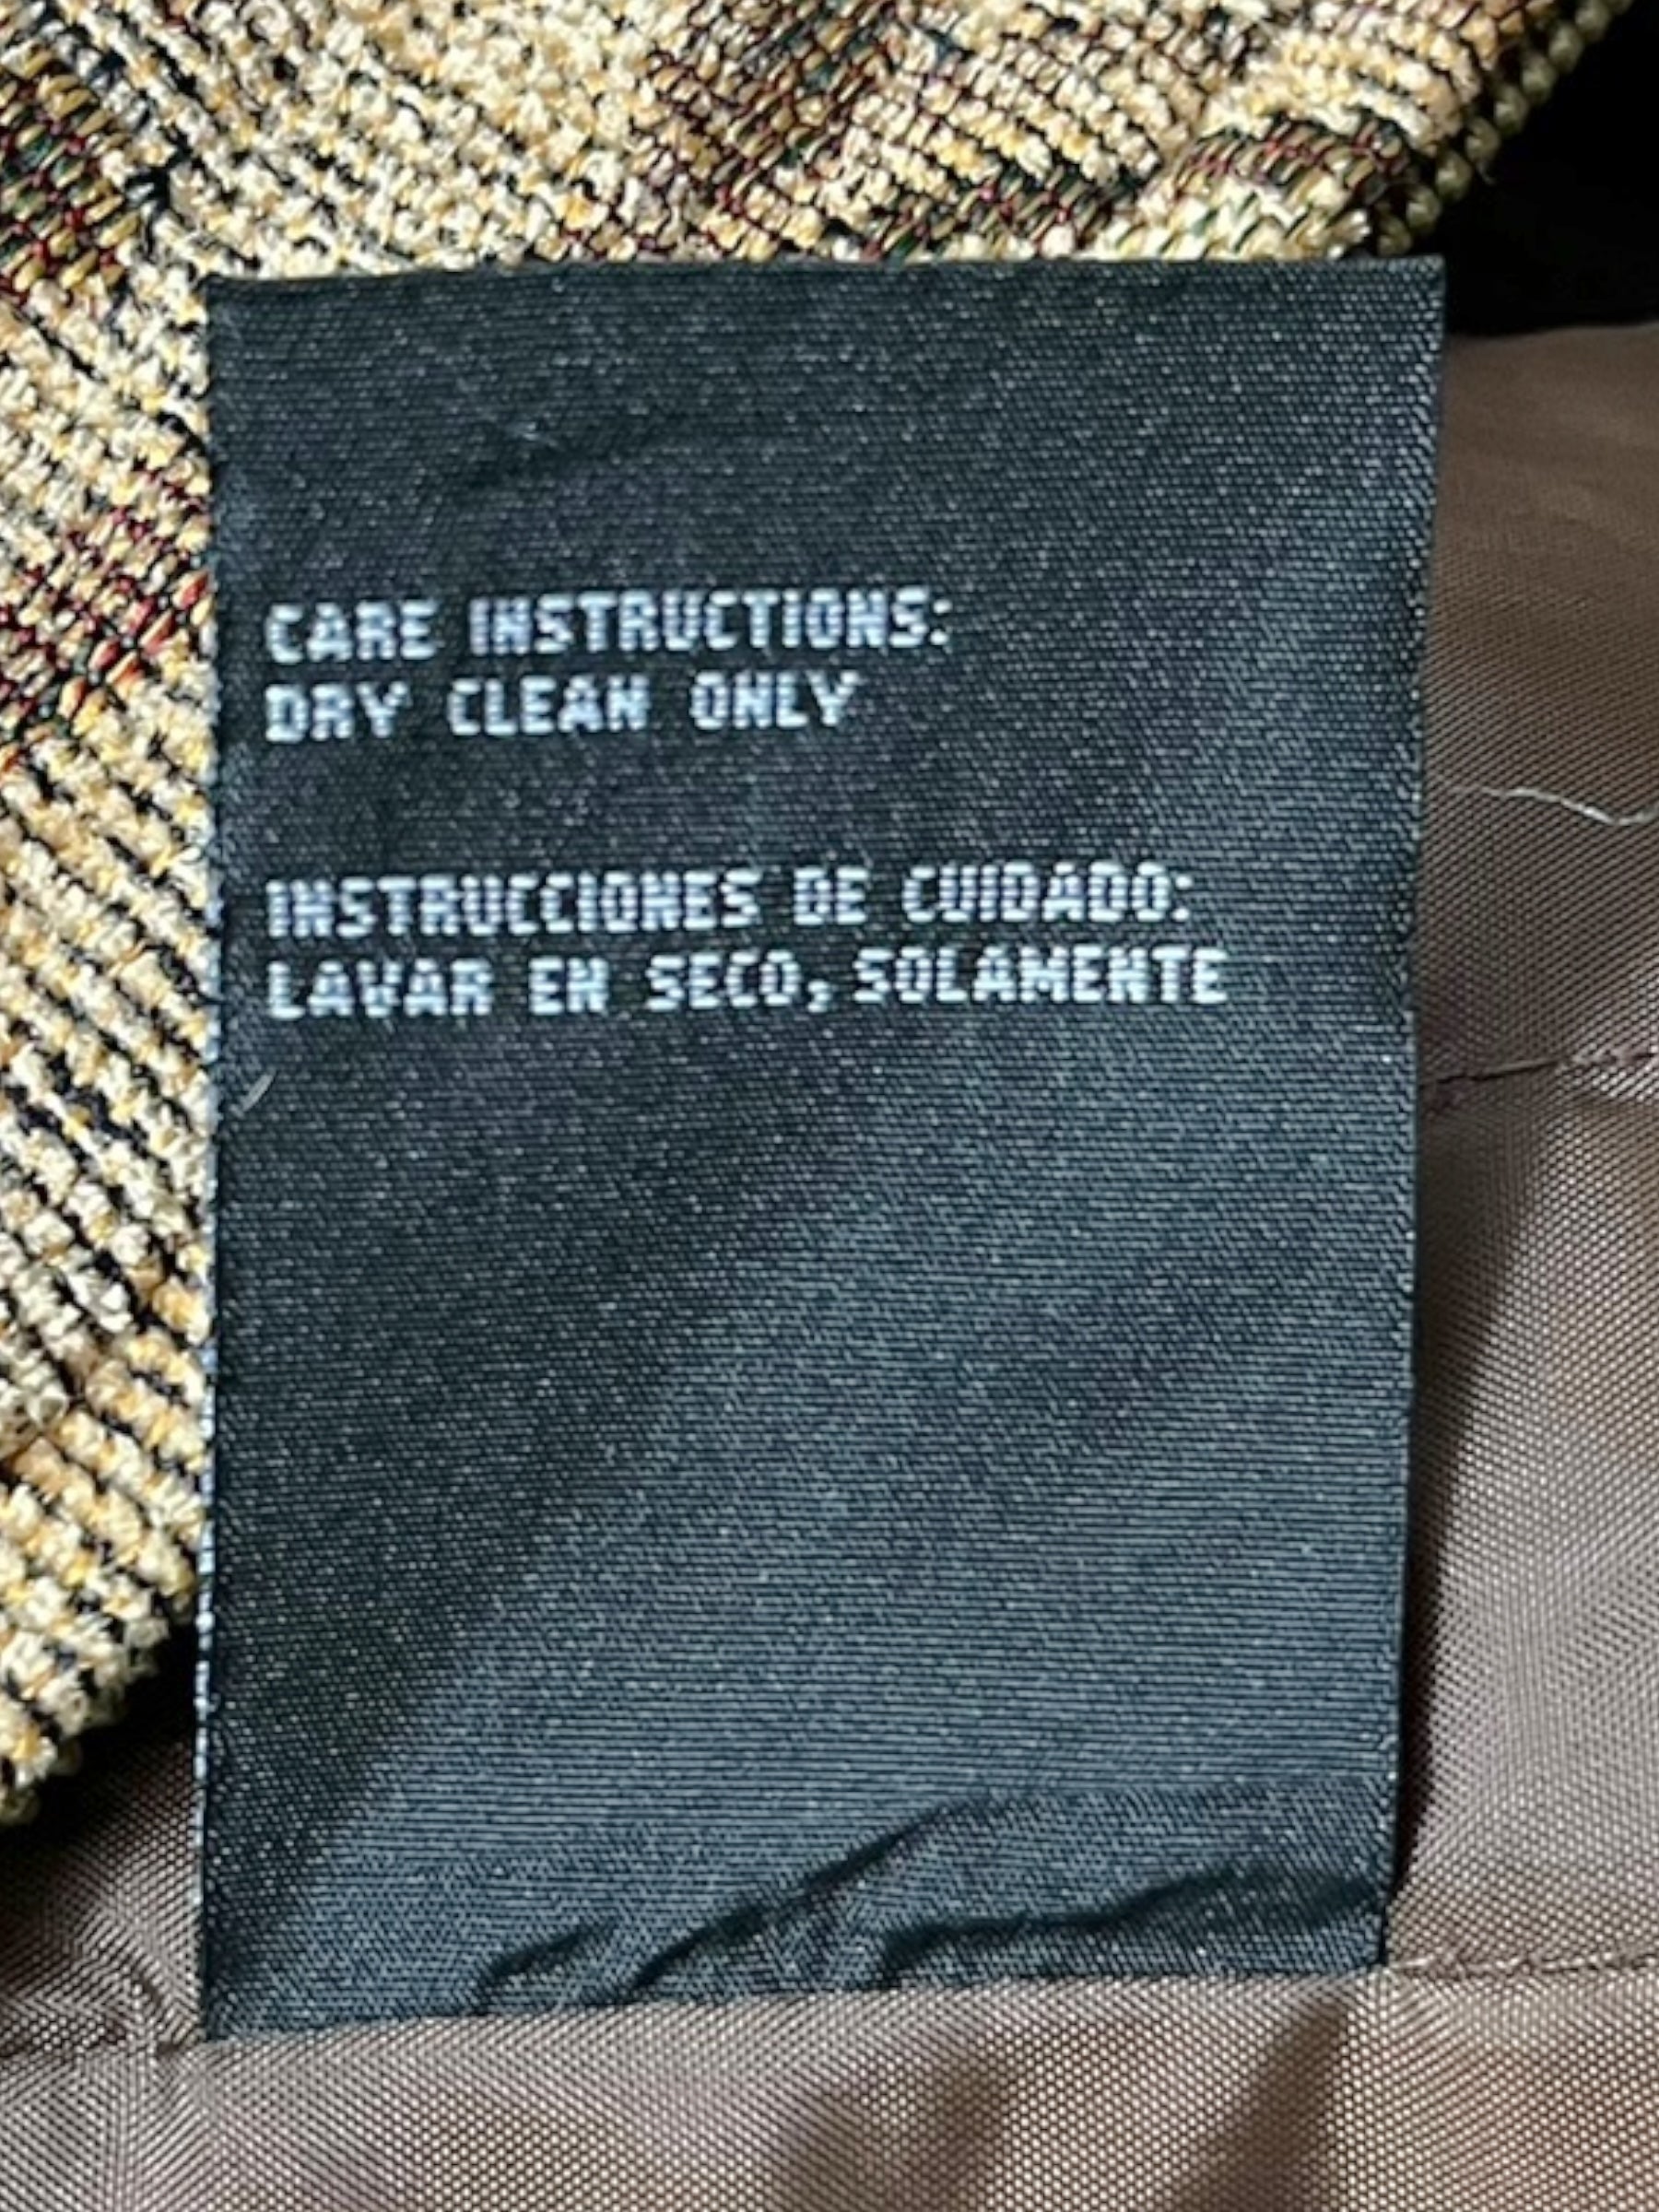 CARE INSTRUCTIONS:
DRY CLEAN ONLY
INSTRUCCIONES DE CUIDADO:
LAVAR EN SECO, SOLAMENTE